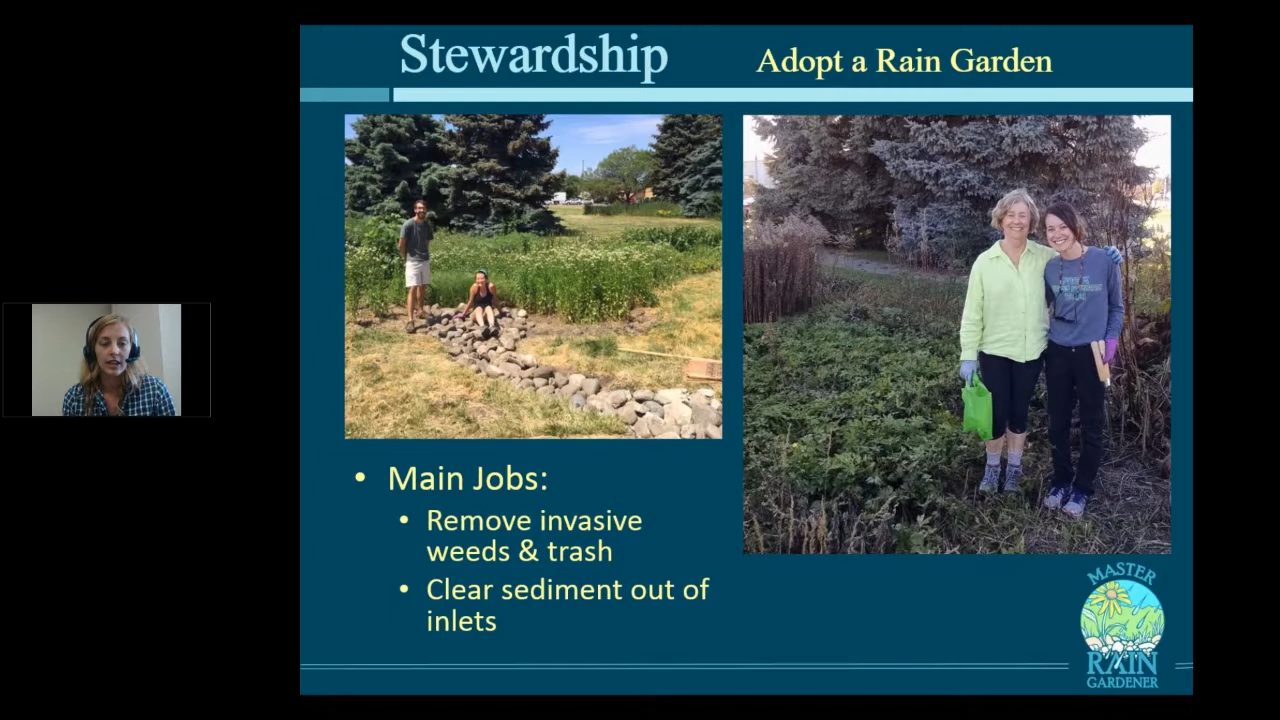 Stewardship
Adopt a Rain Garden
• Main Jobs:
• Remove invasive
weeds & trash
• Clear sediment out of
inlets
MASTER
RAIN
GARDENER